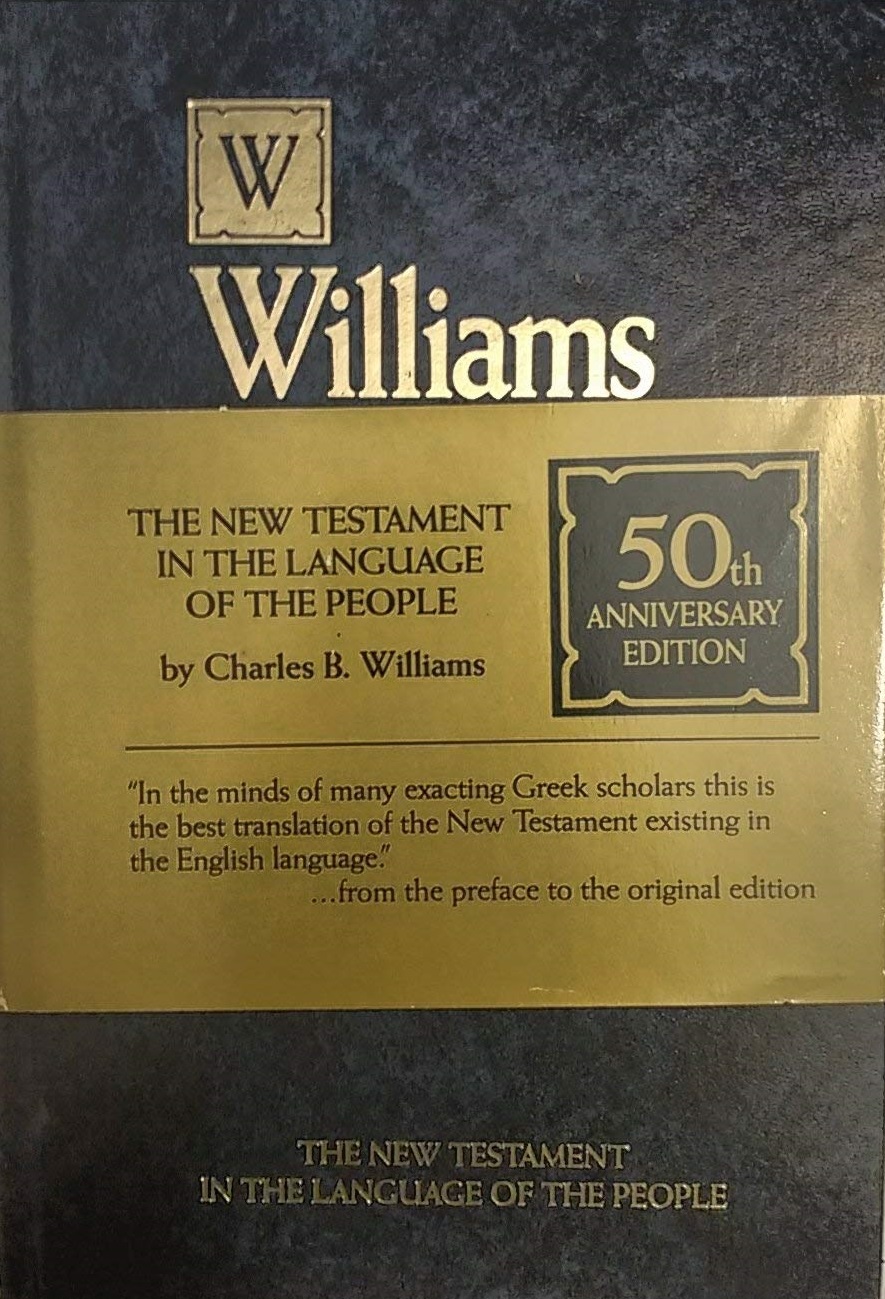 W
Williams
THE NEW TESTAMENT
IN THE LANGUAGE
OF THE PEOPLE
by Charles B. Williams
50th
ANNIVERSARY
EDITION
“In the minds of many exacting Greek scholars this is
the best translation of the New Testament existing in
the English language.”
...from the preface to the original edition
THE NEW TESTAMENT
IN THE LANGUAGE OF THE PEOPLE